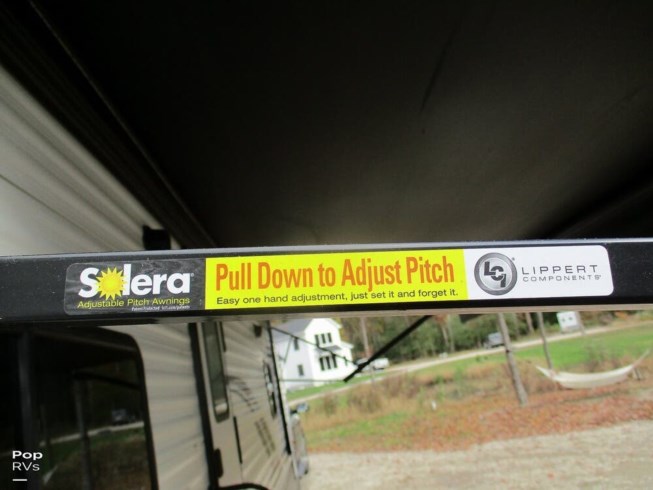 Solera®
Adjustable Pitch Awnings
Pull Down to Adjust Pitch
Easy one hand adjustment, just set it and forget it.
LCI
LIPPERT
COMPONENTS®
Pop
RVs